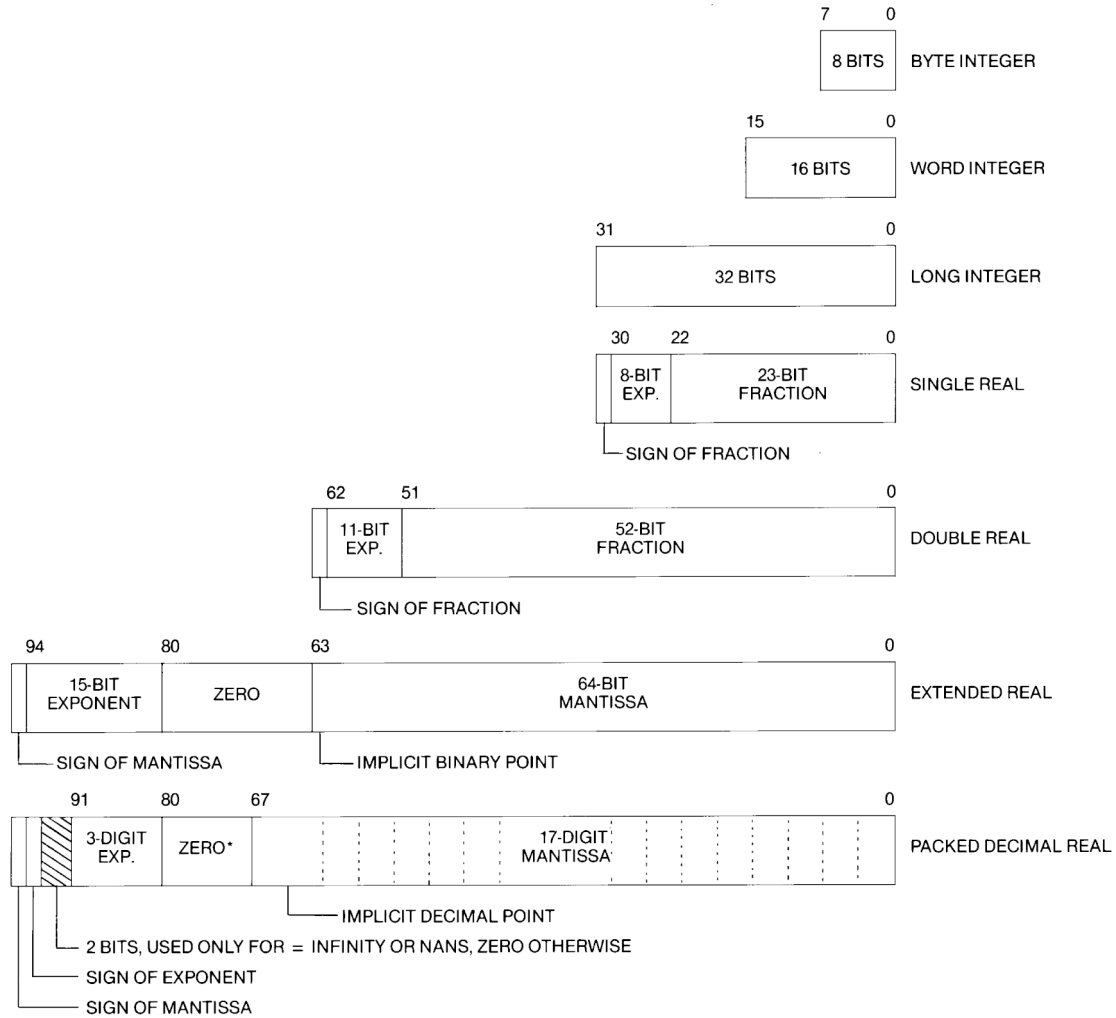 7 0
8 BITS BYTE INTEGER
15 0
16 BITS WORD INTEGER
31 0
32 BITS LONG INTEGER
30 22 0
8-BIT EXP. 23-BIT FRACTION SINGLE REAL
SIGN OF FRACTION
62 51 0
11-BIT EXP. 52-BIT FRACTION DOUBLE REAL
SIGN OF FRACTION
94 80 63 0
15-BIT EXPONENT ZERO 64-BIT MANTISSA EXTENDED REAL
SIGN OF MANTISSA IMPLICIT BINARY POINT
91 80 67 0
3-DIGIT EXP. ZERO* 17-DIGIT MANTISSA PACKED DECIMAL REAL
IMPLICIT DECIMAL POINT
2 BITS, USED ONLY FOR = INFINITY OR NANS, ZERO OTHERWISE
SIGN OF EXPONENT
SIGN OF MANTISSA